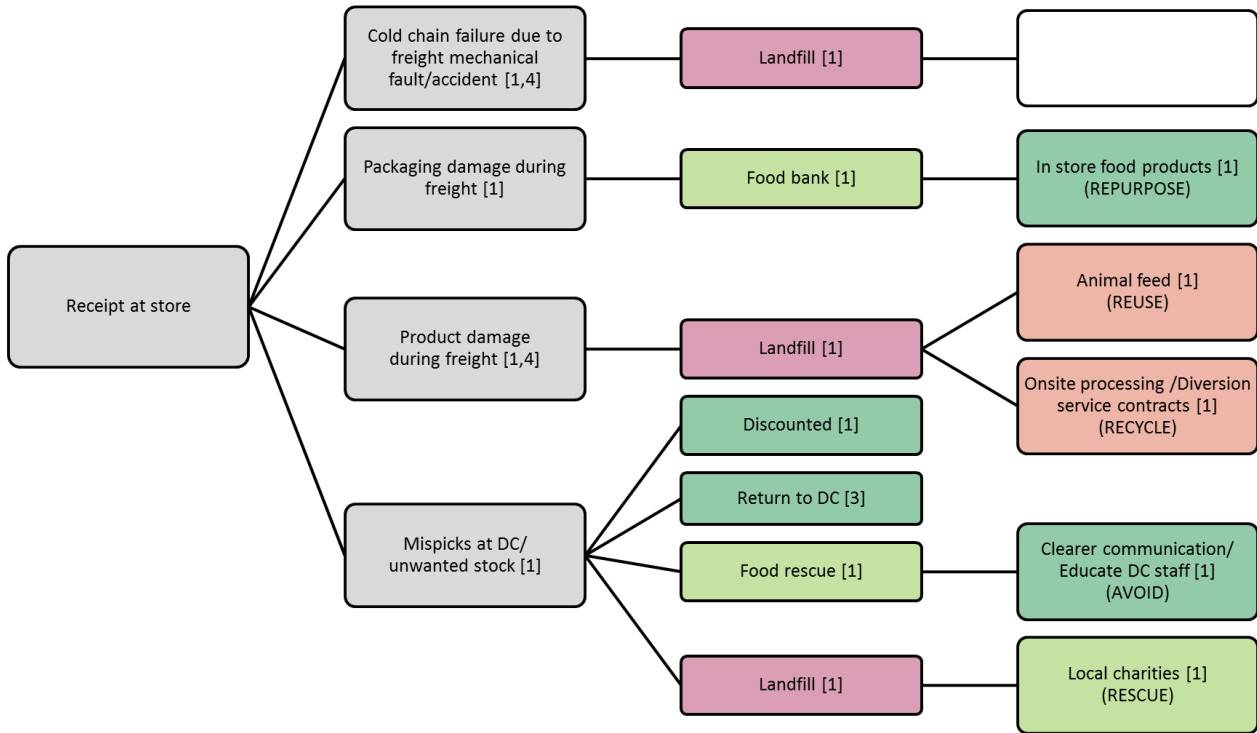 Receipt at store
Cold chain failure due to
freight mechanical
fault/accident [1,4]
Landfill [1]
Packaging damage during
freight [1]
Food bank [1]
In store food products [1]
(REPURPOSE)
Product damage
during freight [1,4]
Landfill [1]
Animal feed [1]
(REUSE)
Onsite processing /Diversion
service contracts [1]
(RECYCLE)
Mispicks at DC/
unwanted stock [1]
Discounted [1]
Return to DC [3]
Food rescue [1]
Clearer communication/
Educate DC staff [1]
(AVOID)
Landfill [1]
Local charities [1]
(RESCUE)